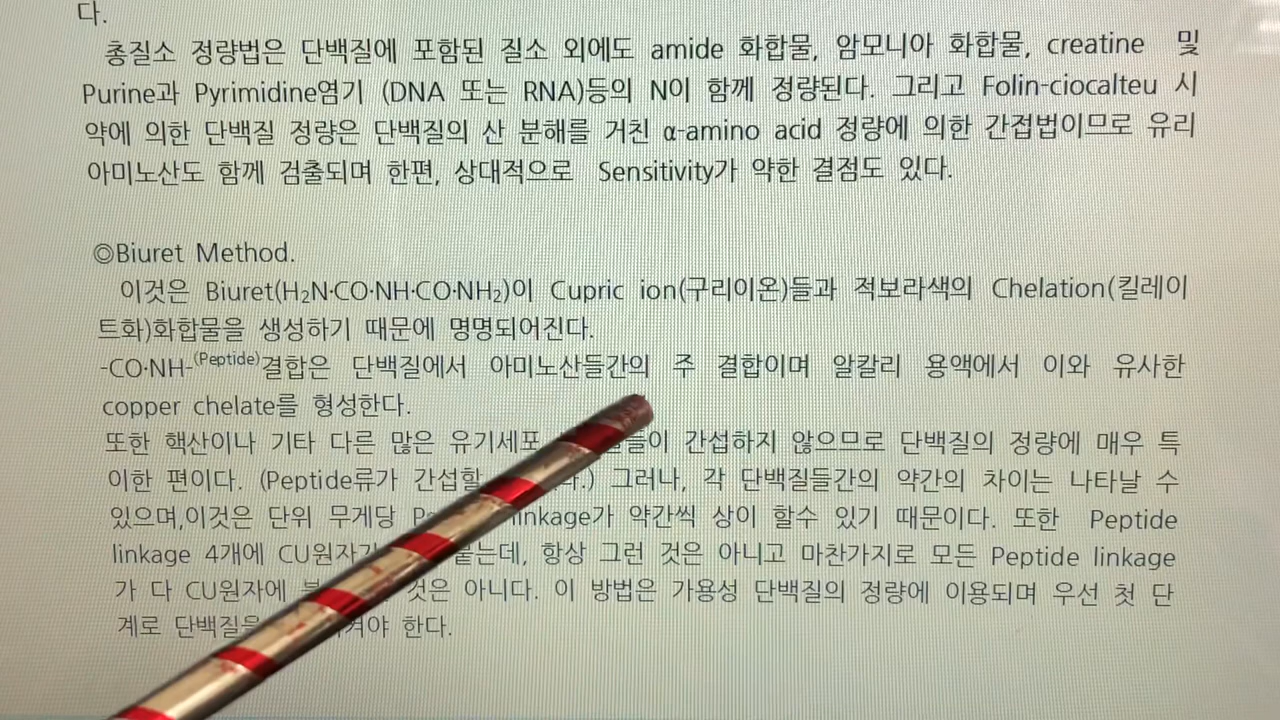 다.
총질소 정량법은 단백질에 포함된 질소 외에도 amide 화합물, 암모니아 화합물, creatine 및
Purine과 Pyrimidine염기 (DNA 또는 RNA)등의 N이 함께 정량된다. 그리고 Folin-ciocalteu 시
약에 의한 단백질 정량은 단백질의 산 분해를 거친 α-amino acid 정량에 의한 간접법이므로 유리
아미노산도 함께 검출되며 한편, 상대적으로 Sensitivity가 약한 결점도 있다.
◎Biuret Method.
이것은 Biuret(H₂N·CO·NH·CO·NH₂)이 Cupric ion(구리이온)들과 적보라색의 Chelation(킬레이
트화)화합물을 생성하기 때문에 명명되어진다.
-CO·NH-(Peptide)결합은 단백질에서 아미노산들간의 주 결합이며 알칼리 용액에서 이와 유사한
copper chelate를 형성한다.
또한 핵산이나 기타 다른 많은 유기세포 간섭하지 않으므로 단백질의 정량에 매우 특
이한 편이다. (Peptide류가 간섭할 그러나, 각 단백질들간의 약간의 차이는 나타날 수
있으며,이것은 단위 무게당 linkage가 약간씩 상이 할수 있기 때문이다. 또한 Peptide
linkage 4개에 CU원자가 붙는데, 항상 그런 것은 아니고 마찬가지로 모든 Peptide linkage
가 다 CU원자에 것은 아니다. 이 방법은 가용성 단백질의 정량에 이용되며 우선 첫 단
계로 단백질을 한다.